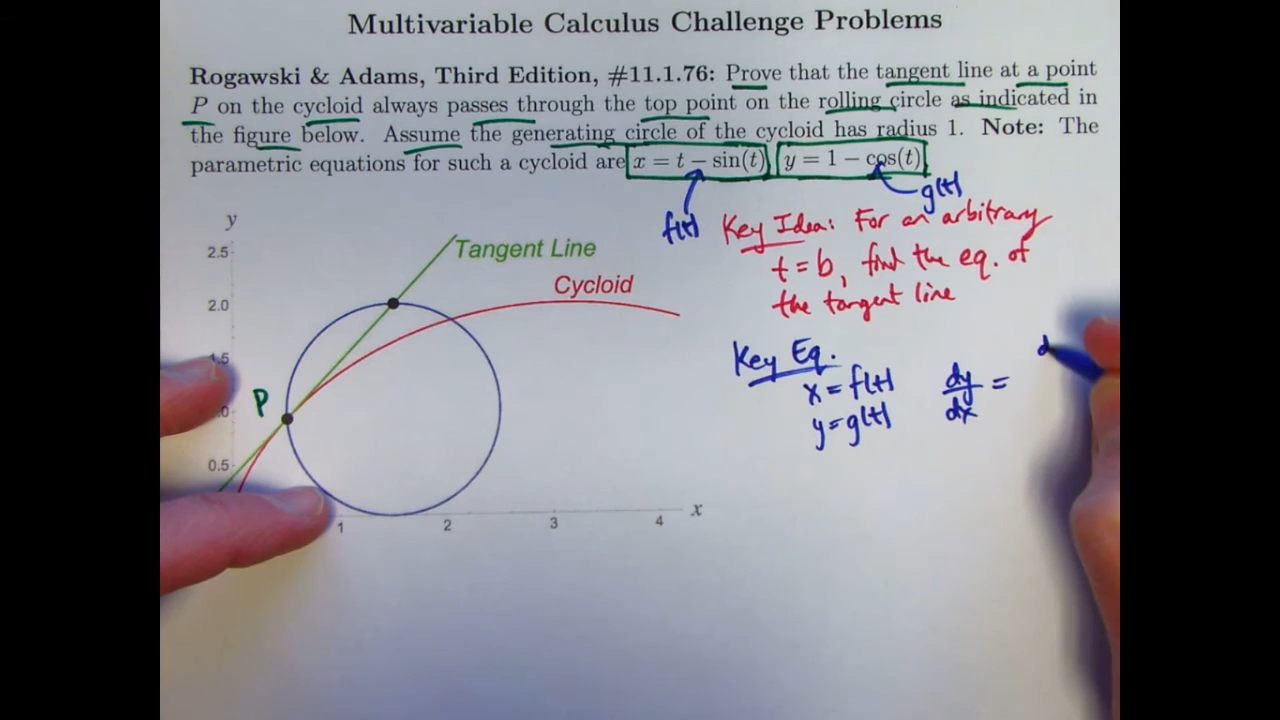 Multivariable Calculus Challenge Problems
Rogawski & Adams, Third Edition, #11.1.76: Prove that the tangent line at a point
P on the cycloid always passes through the top point on the rolling circle as indicated in
the figure below. Assume the generating circle of the cycloid has radius 1. Note: The
parametric equations for such a cycloid are x = t − sin(t), y = 1 − cos(t)
f(t)
g(t)
Key Idea: For an arbitrary
t = b, find the eq. of
the tangent line
Key Eq.
x = f(t)
y = g(t)
dy
dx
=
d
y
2.5
2.0
.5
.0
0.5
Tangent Line
Cycloid
P
1
2
3
4
x